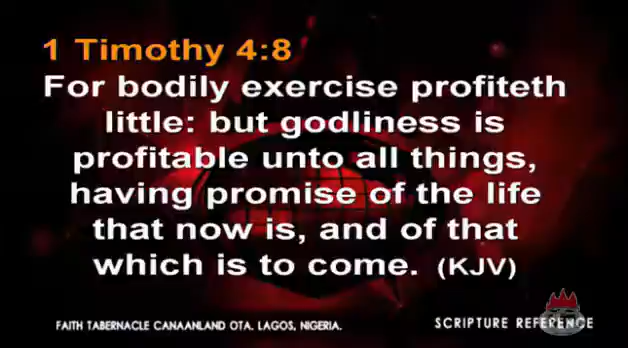 1 Timothy 4:8
For bodily exercise profiteth
little: but godliness is
profitable unto all things,
having promise of the life
that now is, and of that
which is to come. (KJV)
FAITH TABERNACLE CANAANLAND OTA. LAGOS, NIGERIA.
SCRIPTURE REFERENCE